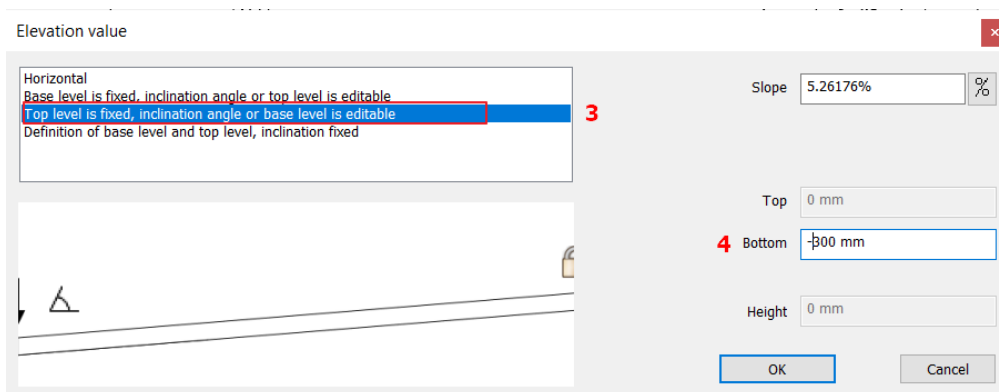 Elevation value
×
Horizontal
Base level is fixed, inclination angle or top level is editable
Top level is fixed, inclination angle or base level is editable
Definition of base level and top level, inclination fixed
3
Slope 5.26176% %
Top 0 mm
4 Bottom -300 mm
Height 0 mm
OK Cancel